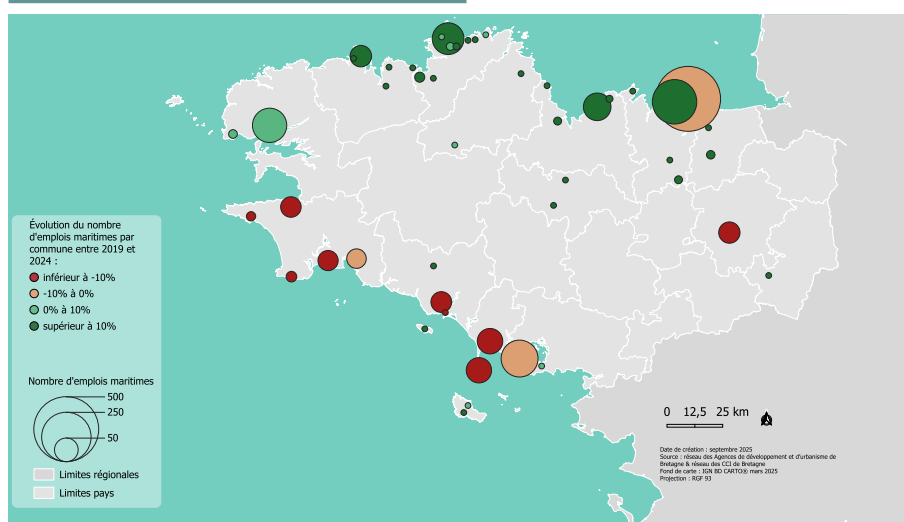 Évolution du nombre
d'emplois maritimes par
commune entre 2019 et
2024 :
inférieur à -10%
-10% à 0%
0% à 10%
supérieur à 10%
Nombre d'emplois maritimes
500
250
50
Limites régionales
Limites pays
0 12,5 25 km
N
Date de création : septembre 2025
Source : réseau des Agences de développement et d'urbanisme de
Bretagne & réseau des CCI de Bretagne
Fond de carte : IGN BD CARTO® mars 2025
Projection : RGF 93